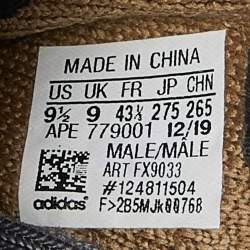 MADE IN CHINA
US UK FR JP CHN
9½ 9 43⅓ 275 265
APE 779001 12/19
MALE/MÂLE
ART FX9033
#124811504
adidas F>2B5MJk00768